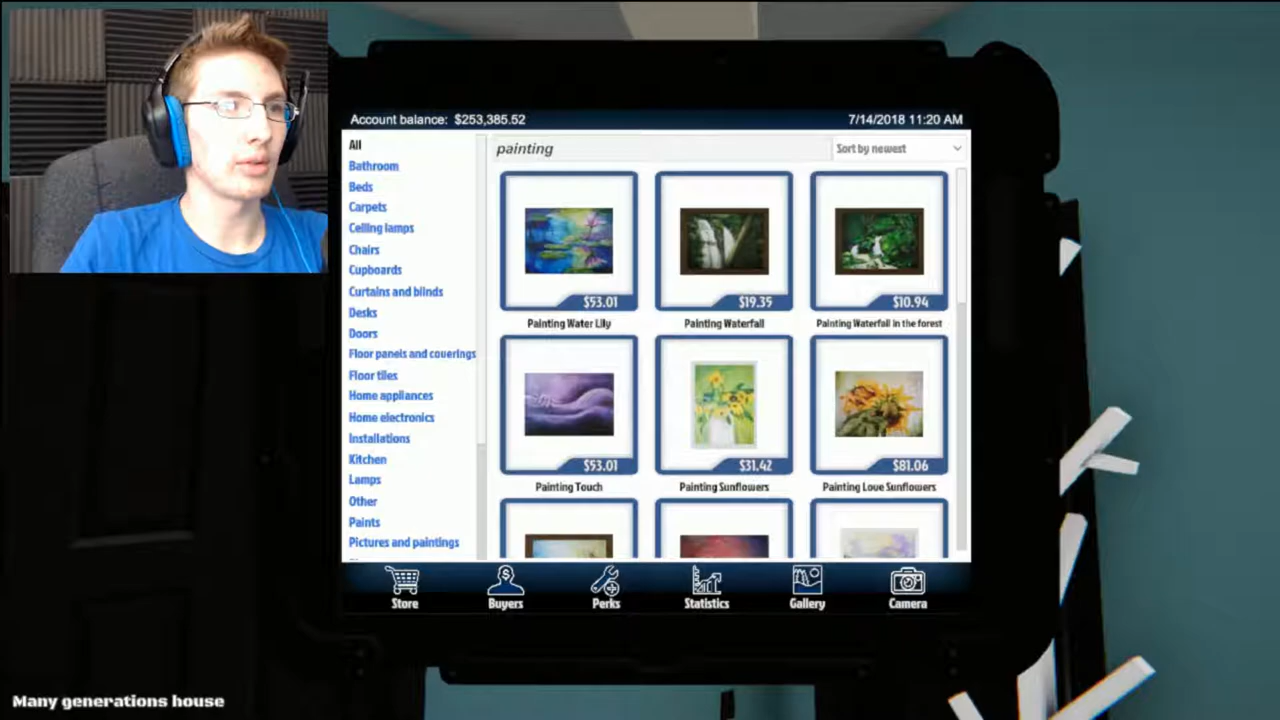 Account balance: $253,385.52
7/14/2018 11:20 AM
All
Bathroom
Beds
Carpets
Ceiling lamps
Chairs
Cupboards
Curtains and blinds
Desks
Doors
Floor panels and coverings
Floor tiles
Home appliances
Home electronics
Installations
Kitchen
Lamps
Other
Paints
Pictures and paintings
painting
Sort by newest
$53.01
$19.35
$10.94
Painting Water Lily
Painting Waterfall
Painting Waterfall in the forest
$53.01
$31.42
$81.06
Painting Touch
Painting Sunflowers
Painting Love Sunflowers
Store
Buyers
Perks
Statistics
Gallery
Camera
Many generations house